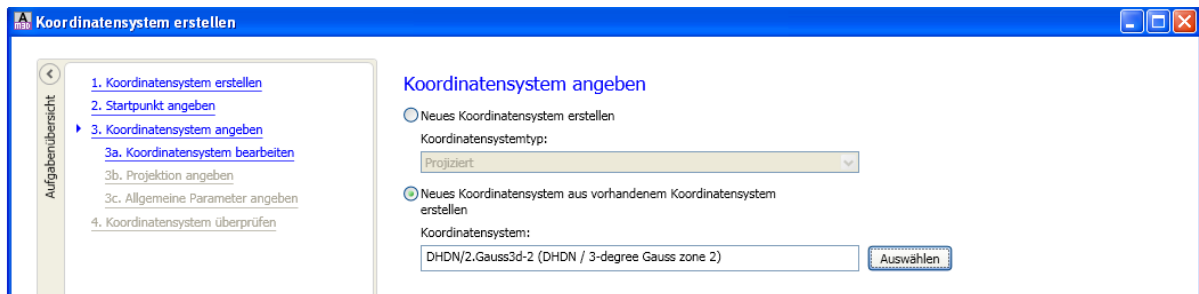 Koordinatensystem erstellen
Aufgabenübersicht
1. Koordinatensystem erstellen
2. Startpunkt angeben
3. Koordinatensystem angeben
3a. Koordinatensystem bearbeiten
3b. Projektion angeben
3c. Allgemeine Parameter angeben
4. Koordinatensystem überprüfen
Koordinatensystem angeben
Neues Koordinatensystem erstellen
Koordinatensystemtyp:
Projiziert
Neues Koordinatensystem aus vorhandenem Koordinatensystem
erstellen
Koordinatensystem:
DHDN/2.Gauss3d-2 (DHDN / 3-degree Gauss zone 2)
Auswählen